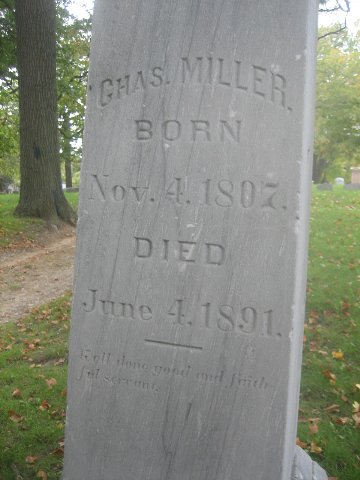 CHAS. MILLER.
BORN
Nov. 4, 1807.
DIED
June 4, 1891.
Well done good and faith-
ful servant.